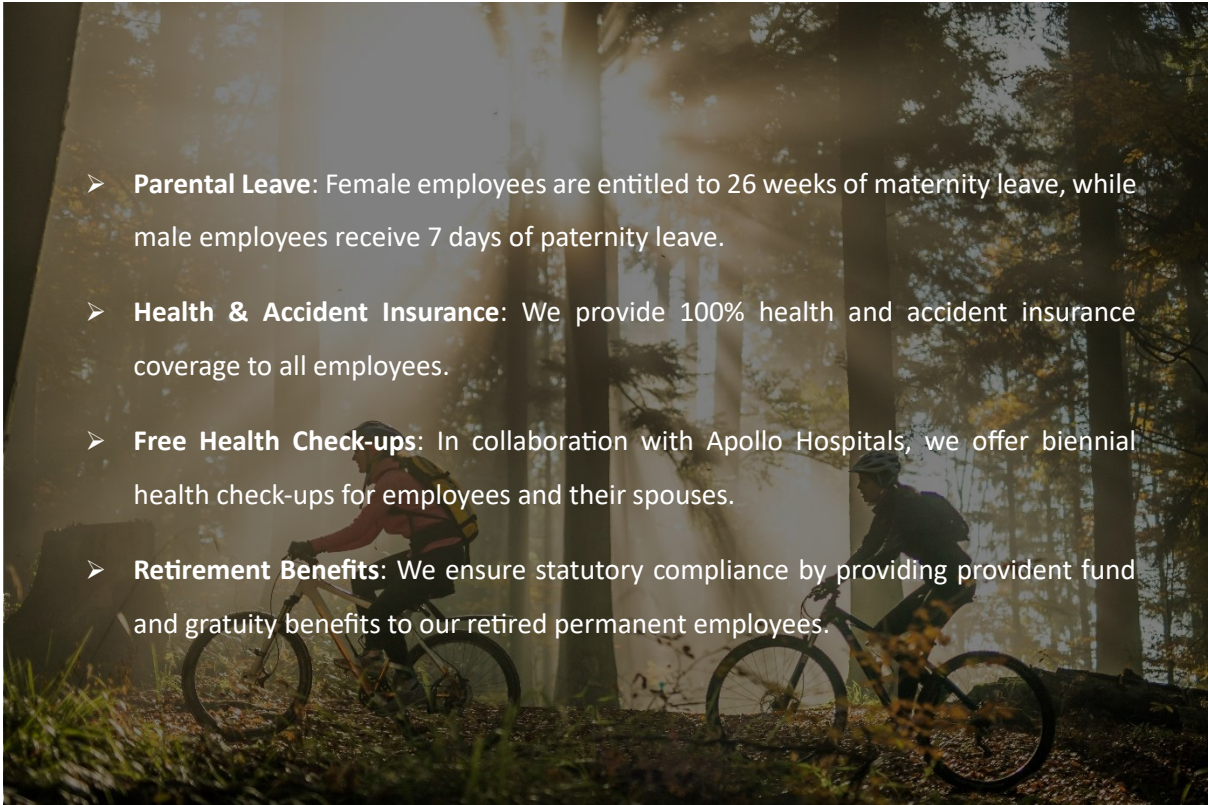 ➢ Parental Leave: Female employees are entitled to 26 weeks of maternity leave, while
male employees receive 7 days of paternity leave.
➢ Health & Accident Insurance: We provide 100% health and accident insurance
coverage to all employees.
➢ Free Health Check-ups: In collaboration with Apollo Hospitals, we offer biennial
health check-ups for employees and their spouses.
➢ Retirement Benefits: We ensure statutory compliance by providing provident fund
and gratuity benefits to our retired permanent employees.